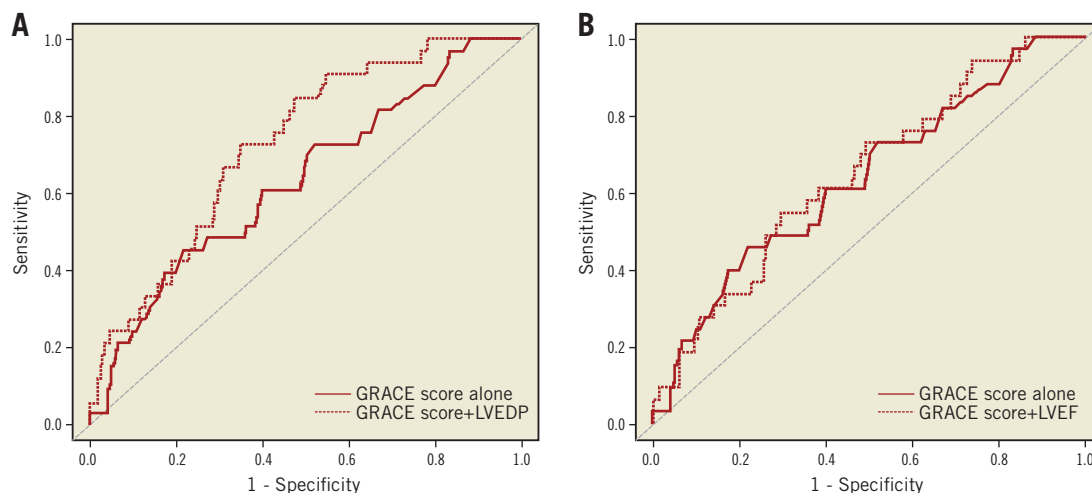 A
Sensitivity
1.0
0.8
0.6
0.4
0.2
0.0
GRACE score alone
GRACE score+LVEDP
0.0 0.2 0.4 0.6 0.8 1.0
1 - Specificity
B
Sensitivity
1.0
0.8
0.6
0.4
0.2
0.0
GRACE score alone
GRACE score+LVEF
0.0 0.2 0.4 0.6 0.8 1.0
1 - Specificity